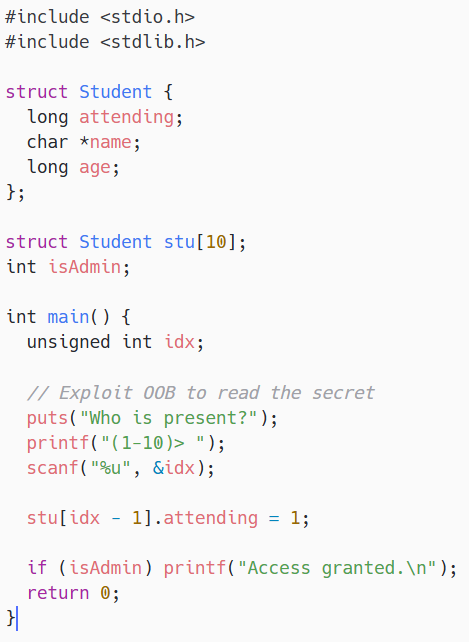 #include <stdio.h>
#include <stdlib.h>

struct Student {
  long attending;
  char *name;
  long age;
};

struct Student stu[10];
int isAdmin;

int main() {
  unsigned int idx;

  // Exploit OOB to read the secret
  puts("Who is present?");
  printf("(1-10)> ");
  scanf("%u", &idx);

  stu[idx - 1].attending = 1;

  if (isAdmin) printf("Access granted.\n");
  return 0;
}